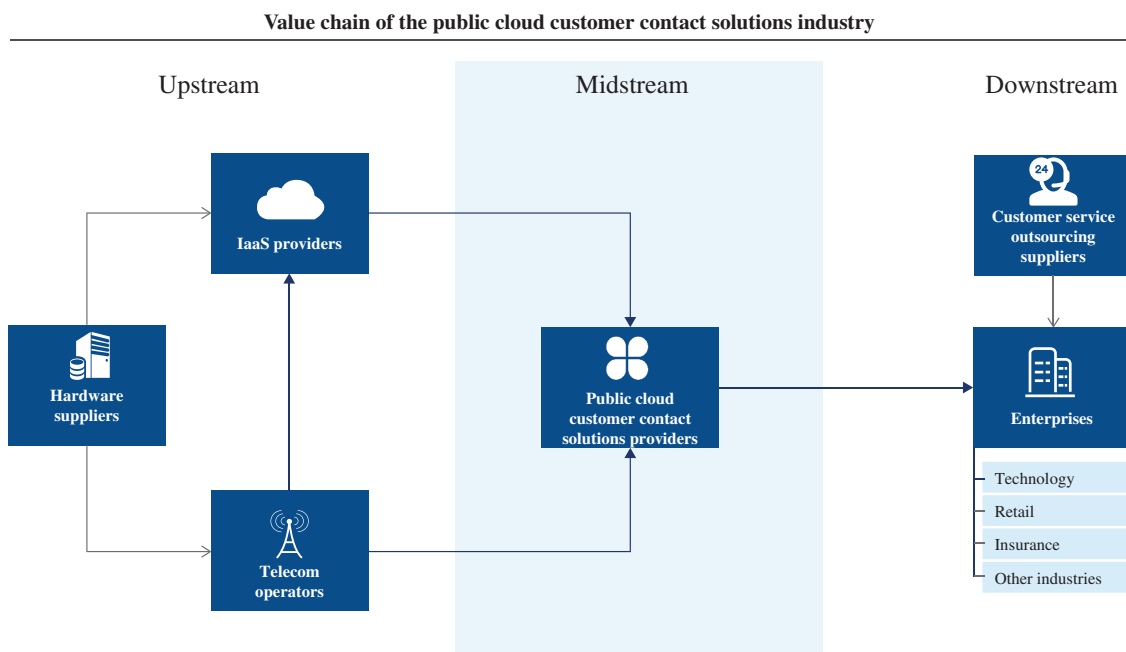 Value chain of the public cloud customer contact solutions industry
Upstream
Midstream
Downstream
IaaS providers
24
Customer service
outsourcing
suppliers
Hardware
suppliers
Public cloud
customer contact
solutions providers
Enterprises
Technology
Retail
Insurance
Other industries
Telecom
operators